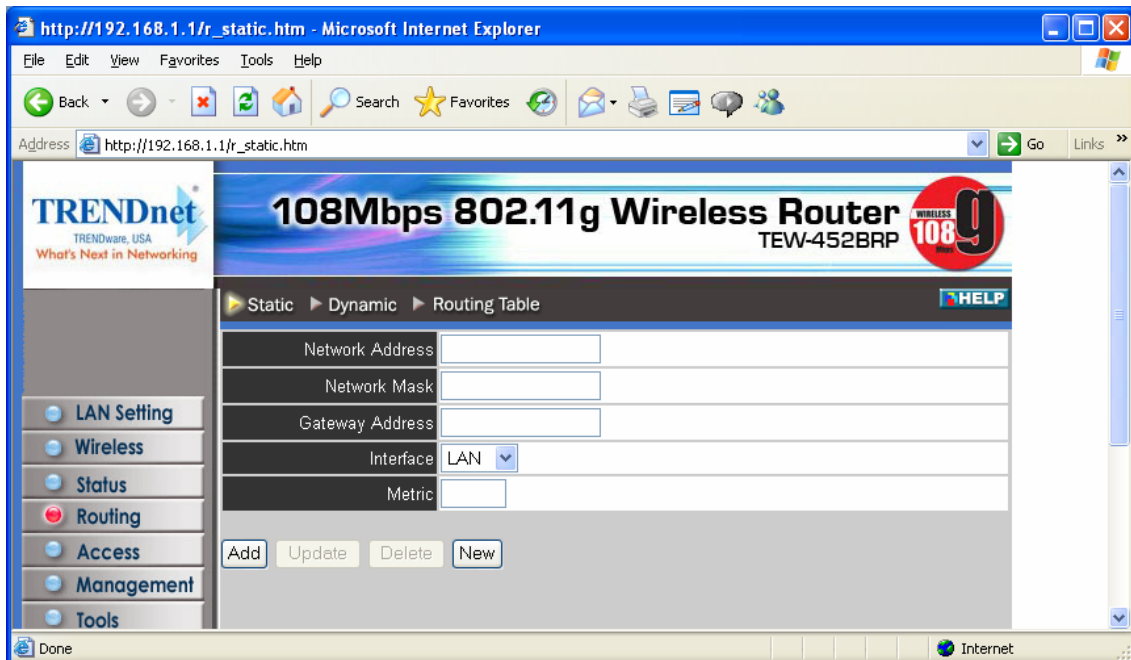 http://192.168.1.1/r_static.htm - Microsoft Internet Explorer
File Edit View Favorites Tools Help
Back Search Favorites
Address http://192.168.1.1/r_static.htm Go Links »
TRENDnet
TRENDware, USA
What's Next in Networking
108Mbps 802.11g Wireless Router
TEW-452BRP
WIRELESS
108
Mbps
g
Static Dynamic Routing Table
HELP
Network Address
Network Mask
Gateway Address
Interface LAN
Metric
Add Update Delete New
LAN Setting
Wireless
Status
Routing
Access
Management
Tools
Done Internet